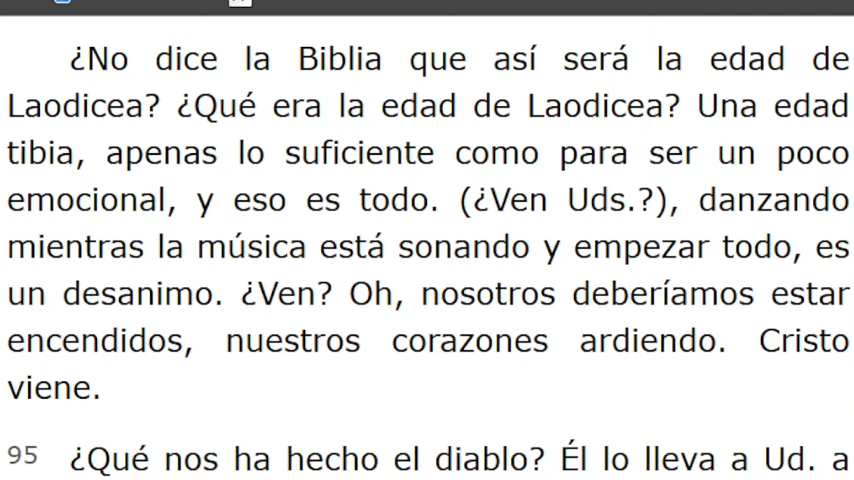 ¿No dice la Biblia que así será la edad de
Laodicea? ¿Qué era la edad de Laodicea? Una edad
tibia, apenas lo suficiente como para ser un poco
emocional, y eso es todo. (¿Ven Uds.?), danzando
mientras la música está sonando y empezar todo, es
un desanimo. ¿Ven? Oh, nosotros deberíamos estar
encendidos, nuestros corazones ardiendo. Cristo
viene.
95 ¿Qué nos ha hecho el diablo? Él lo lleva a Ud. a